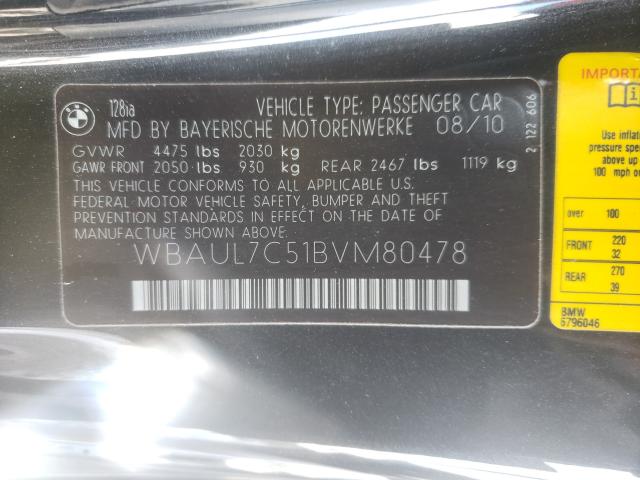 BMW
128ia VEHICLE TYPE: PASSENGER CAR
MFD BY BAYERISCHE MOTORENWERKE 08/10
GVWR 4475 lbs 2030 kg
GAWR FRONT 2050 lbs 930 kg REAR 2467 lbs 1119 kg
THIS VEHICLE CONFORMS TO ALL APPLICABLE U.S.
FEDERAL MOTOR VEHICLE SAFETY, BUMPER AND THEFT
PREVENTION STANDARDS IN EFFECT ON THE DATE OF
MANUFACTURE SHOWN ABOVE.
WBAUL7C51BVM80478
2 122 606
IMPORTA
Use inflat
pressure spe
above up
100 mph or
over 100
FRONT 220
32
REAR 270
39
BMW
6796046